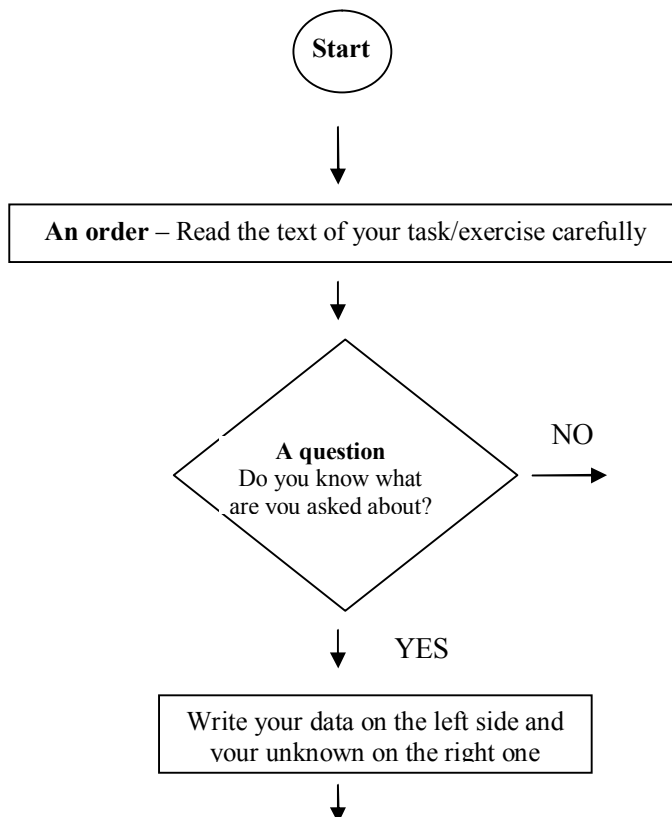 Start
An order – Read the text of your task/exercise carefully
A question
NO
Do you know what
are you asked about?
YES
Write your data on the left side and
your unknown on the right one